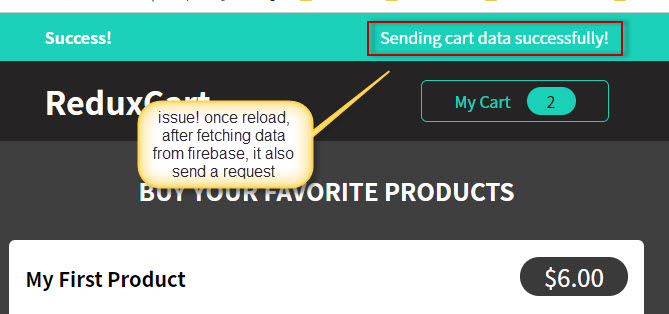 Success!
Sending cart data successfully!
ReduxCart
My Cart 2
issue! once reload,
after fetching data
from firebase, it also
send a request
BUY YOUR FAVORITE PRODUCTS
My First Product
$6.00